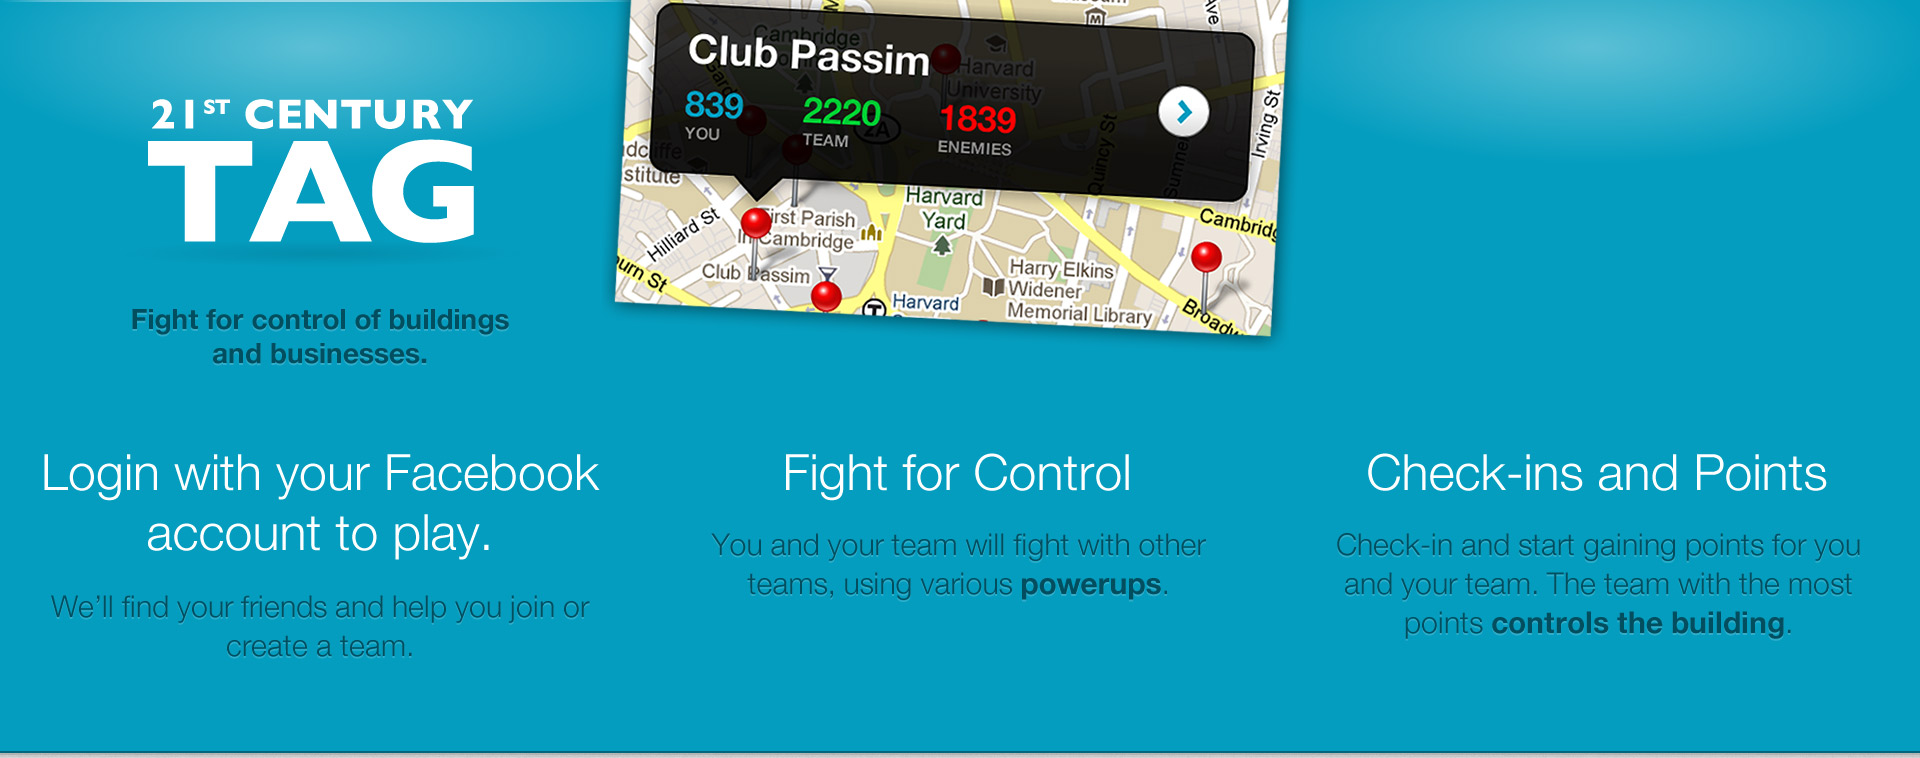 21ST CENTURY
TAG
Fight for control of buildings
and businesses.
Ave
Cambridge
Club Passim
Harvard
University
839
2220
1839
YOU
TEAM
ENEMIES
2A
Quincy St
Irving St
stitute
Hilliard St
First Parish
In Cambridge
Harvard
Yard
Club Passim
Harry Elkins
Widener
Memorial Library
Harvard
T
Login with your Facebook
account to play.
We’ll find your friends and help you join or
create a team.
Fight for Control
You and your team will fight with other
teams, using various powerups.
Check-ins and Points
Check-in and start gaining points for you
and your team. The team with the most
points controls the building.